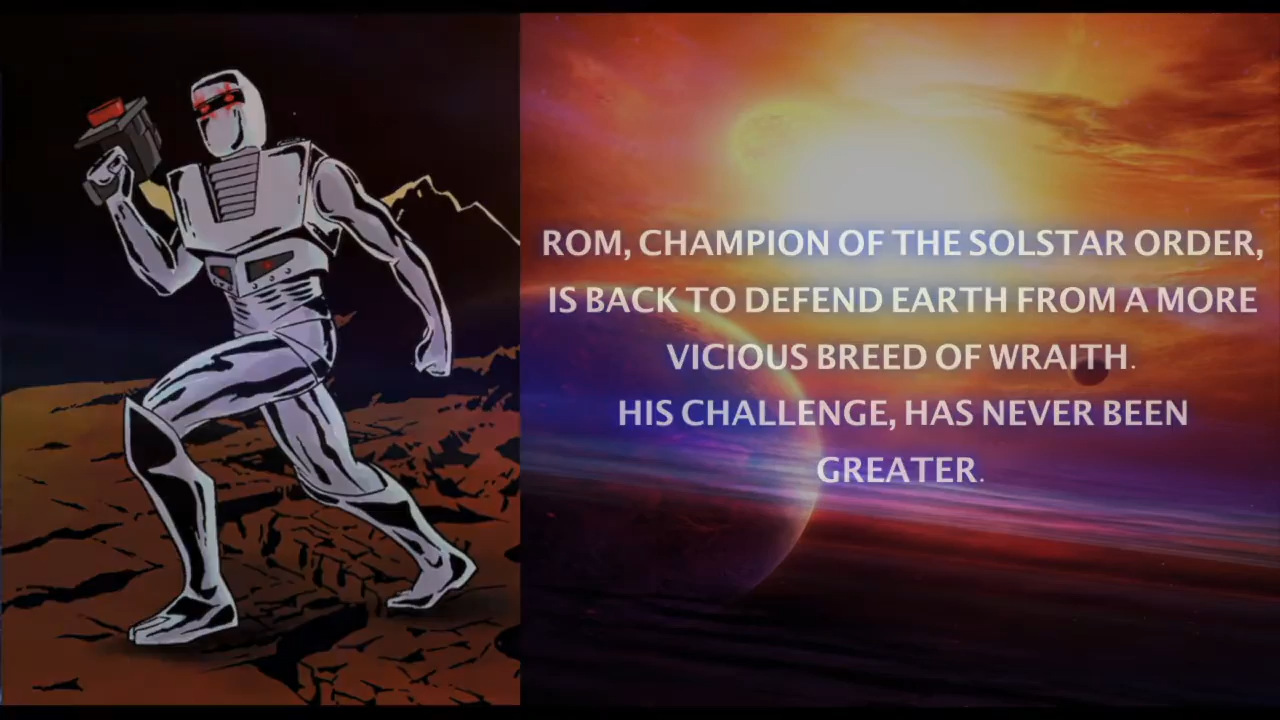 ROM, CHAMPION OF THE SOLSTAR ORDER,
IS BACK TO DEFEND EARTH FROM A MORE
VICIOUS BREED OF WRAITH.
HIS CHALLENGE, HAS NEVER BEEN
GREATER.